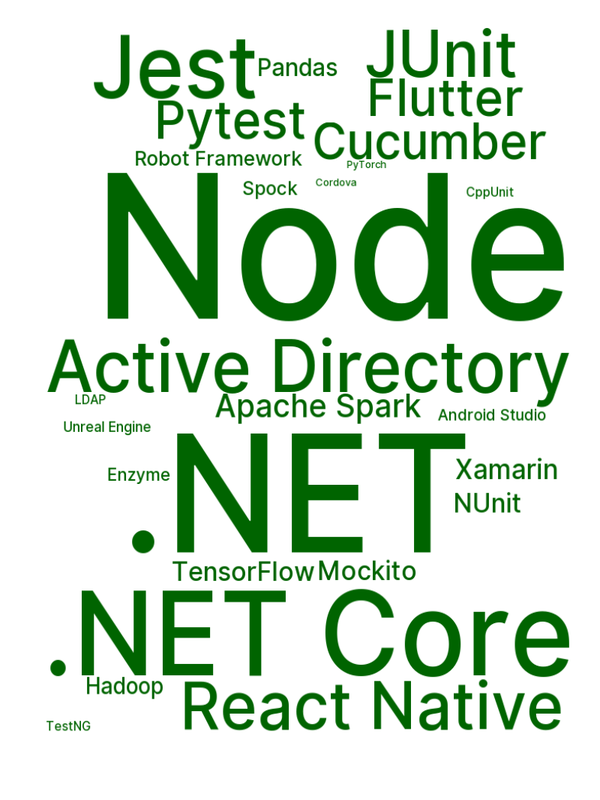 Jest
Pandas
JUnit
Flutter
Pytest
Cucumber
Robot Framework
PyTorch
Spock
Cordova
CppUnit
Node
Active Directory
LDAP
Apache Spark
Android Studio
Unreal Engine
.NET
Xamarin
Enzyme
NUnit
TensorFlow
Mockito
.NET Core
Hadoop
React Native
TestNG